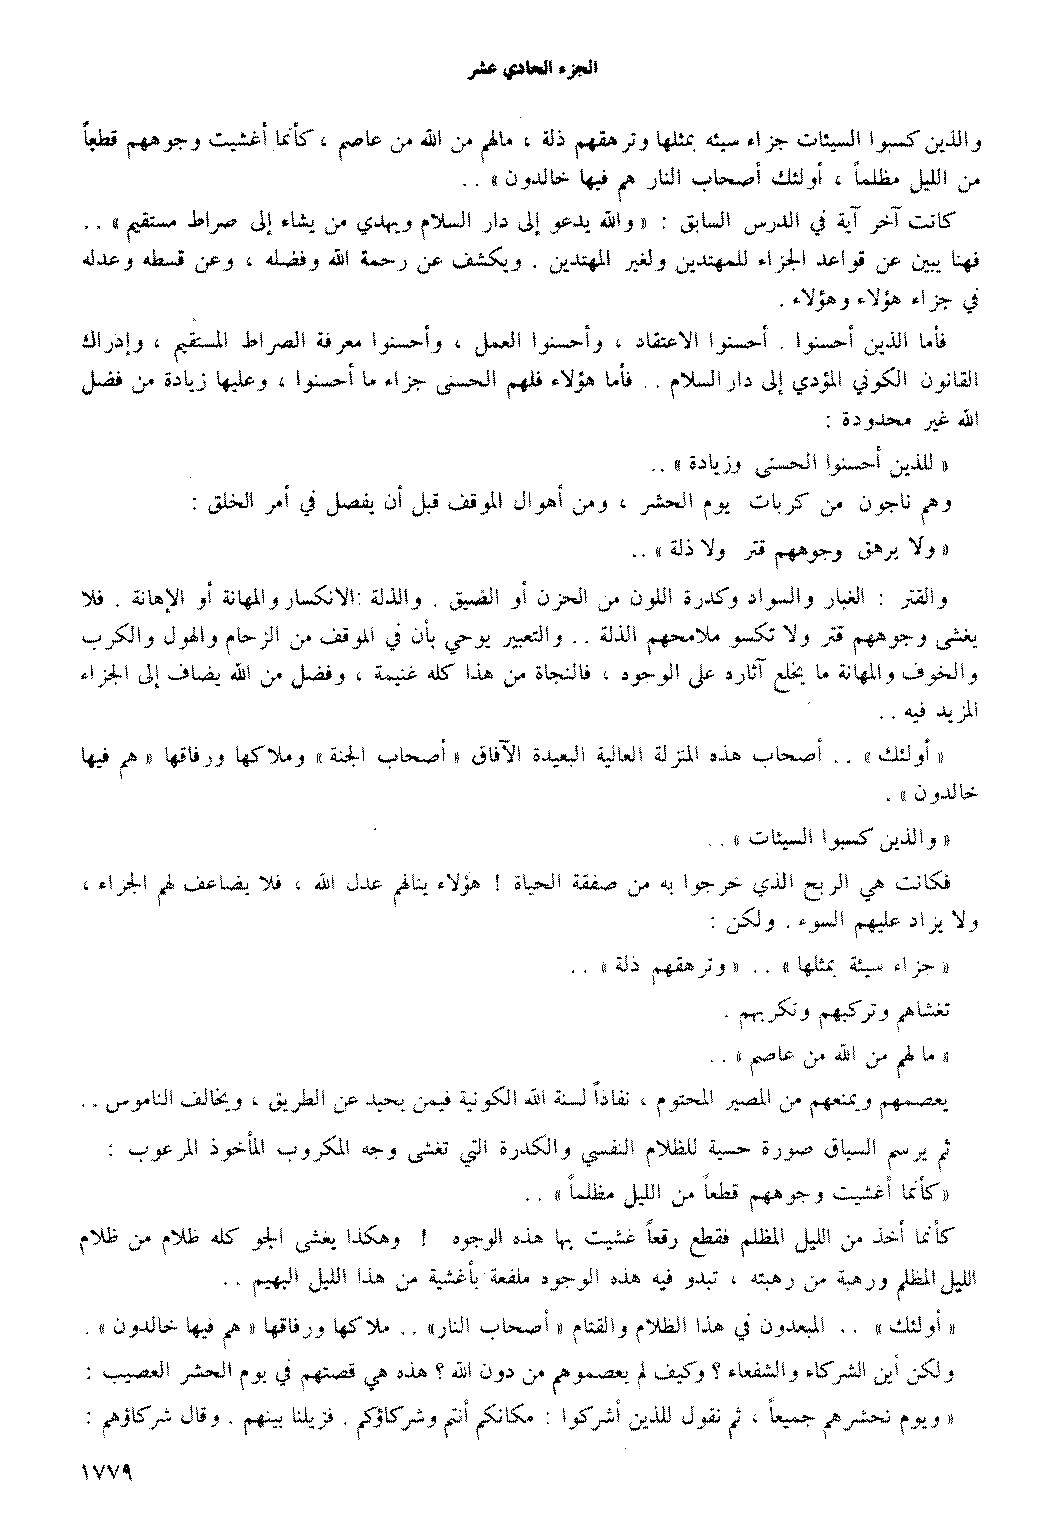 الجزء الحادي عشر
والذين كسبوا السيئات جزاء سيئه بمثلها وترهقهم ذلة ، مالهم من الله من عاصم ، كأنما أغشيت وجوههم قطعاً
من الليل مظلماً ، أولئك أصحاب النار هم فيها خالدون » . .
كانت آخر آية في الدرس السابق : « والله يدعو إلى دار السلام ويهدي من يشاء إلى صراط مستقيم » . .
فهنا يبين عن قواعد الجزاء للمهتدين ولغير المهتدين . ويكشف عن رحمة الله وفضله ، وعن قسطه وعدله
في جزاء هؤلاء وهؤلاء .
فأما الذين أحسنوا . أحسنوا الاعتقاد ، وأحسنوا العمل ، وأحسنوا معرفة الصراط المستقيم ، وإدراك
القانون الكوني المؤدي إلى دار السلام . . فأما هؤلاء فلهم الحسنى جزاء ما أحسنوا ، وعليها زيادة من فضل
الله غير محدودة :
« للذين أحسنوا الحسنى وزيادة » . .
وهم ناجون من كربات يوم الحشر ، ومن أهوال الموقف قبل أن يفصل في أمر الخلق :
« ولا يرهق وجوههم قتر ولا ذلة » . .
والقتر : الغبار والسواد وكدرة اللون من الحزن أو الضيق . والذلة :الانكسار والمهانة أو الإهانة . فلا
يغشى وجوههم قتر ولا تكسو ملامحهم الذلة . . والتعبير يوحي بأن في الموقف من الزحام والهول والكرب
والخوف والمهانة ما يخلع آثاره على الوجوه ، فالنجاة من هذا كله غنيمة ، وفضل من الله يضاف إلى الجزاء
المزيد فيه . .
« أولئك » . . أصحاب هذه المنزلة العالية البعيدة الآفاق « أصحاب الجنة » وملاكها ورفاقها « هم فيها
خالدون » .
« والذين كسبوا السيئات » . .
فكانت هي الربح الذي خرجوا به من صفقة الحياة ! هؤلاء ينالهم عدل الله ، فلا يضاعف لهم الجزاء ،
ولا يزاد عليهم السوء . ولكن :
« جزاء سيئة بمثلها » . . « وترهقهم ذلة » . .
تغشاهم وتركبهم وتكربهم .
« ما لهم من الله من عاصم » . .
يعصمهم ويمنعهم من المصير المحتوم ، نفاذاً لسنة الله الكونية فيمن يحيد عن الطريق ، ويخالف الناموس . .
ثم يرسم السياق صورة حسية للظلام النفسي والكدرة التي تغشى وجه المكروب المأخوذ المرعوب :
« كأنما أغشيت وجوههم قطعاً من الليل مظلماً » . .
كأنما أخذ من الليل المظلم فقطع رقعاً غشيت بها هذه الوجوه ! وهكذا يغشى الجو كله ظلام من ظلام
الليل المظلم ورهبة من رهبته ، تبدو فيه هذه الوجوه ملفعة بأغشية من هذا الليل البهيم . .
« أولئك » . . المبعدون في هذا الظلام والقتام « أصحاب النار» . . ملاكها ورفاقها « هم فيها خالدون » .
ولكن أين الشركاء والشفعاء ؟ وكيف لم يعصموهم من دون الله ؟ هذه هي قصتهم في يوم الحشر العصيب :
« ويوم نحشرهم جميعاً ، ثم نقول للذين أشركوا : مكانكم أنتم وشركاؤكم . فزيلنا بينهم . وقال شركاؤهم :
١٧٧٩